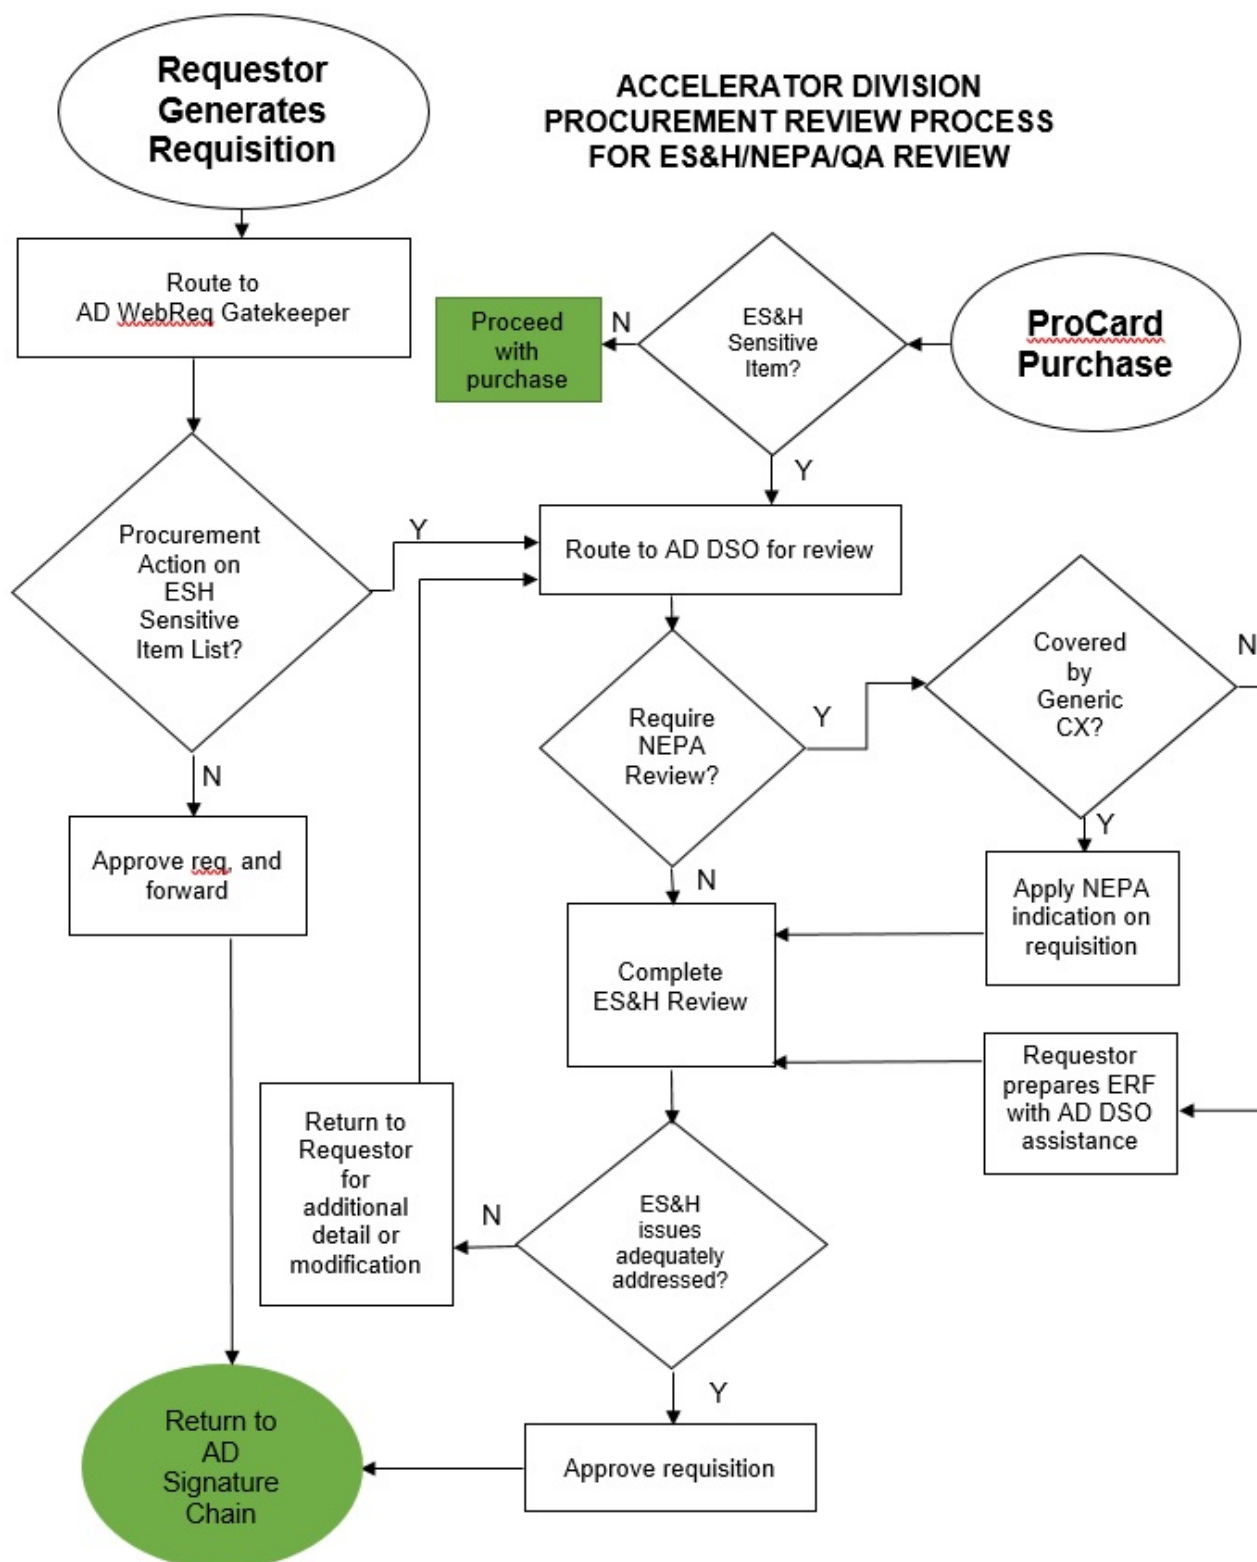 Requestor
Generates
Requisition
ACCELERATOR DIVISION
PROCUREMENT REVIEW PROCESS
FOR ES&H/NEPA/QA REVIEW
Route to
AD WebReq Gatekeeper
Proceed
with
purchase
N
ES&H
Sensitive
Item?
ProCard
Purchase
Y
Procurement
Action on
ESH
Sensitive
Item List?
Y
Route to AD DSO for review
N
Approve req, and
forward
Require
NEPA
Review?
Y
Covered
by
Generic
CX?
N
Y
N
Apply NEPA
indication on
requisition
Complete
ES&H Review
Requestor
prepares ERF
with AD DSO
assistance
Return to
Requestor
for
additional
detail or
modification
N
ES&H
issues
adequately
addressed?
Y
Return to
AD
Signature
Chain
Approve requisition